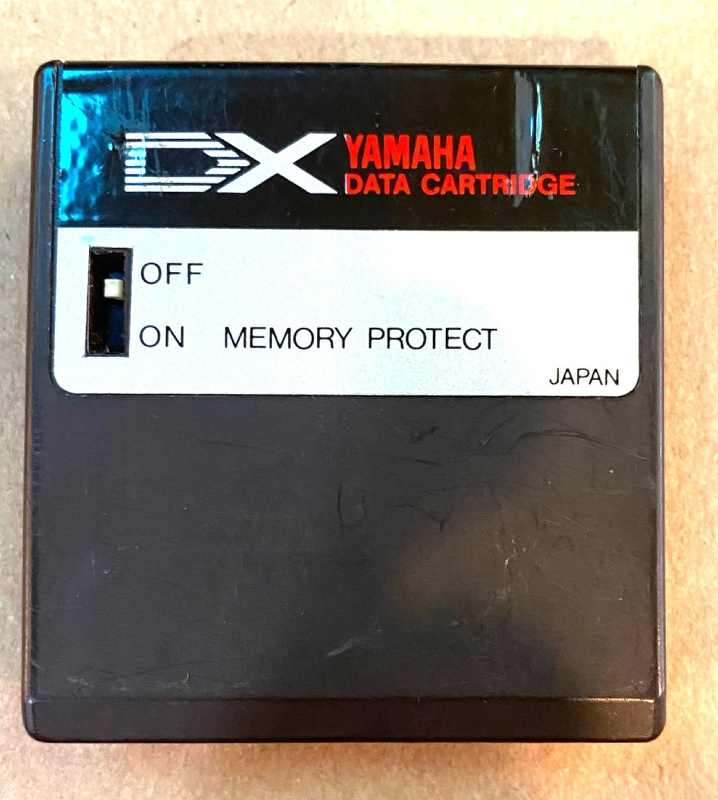 DX YAMAHA
DATA CARTRIDGE
OFF
ON MEMORY PROTECT
JAPAN